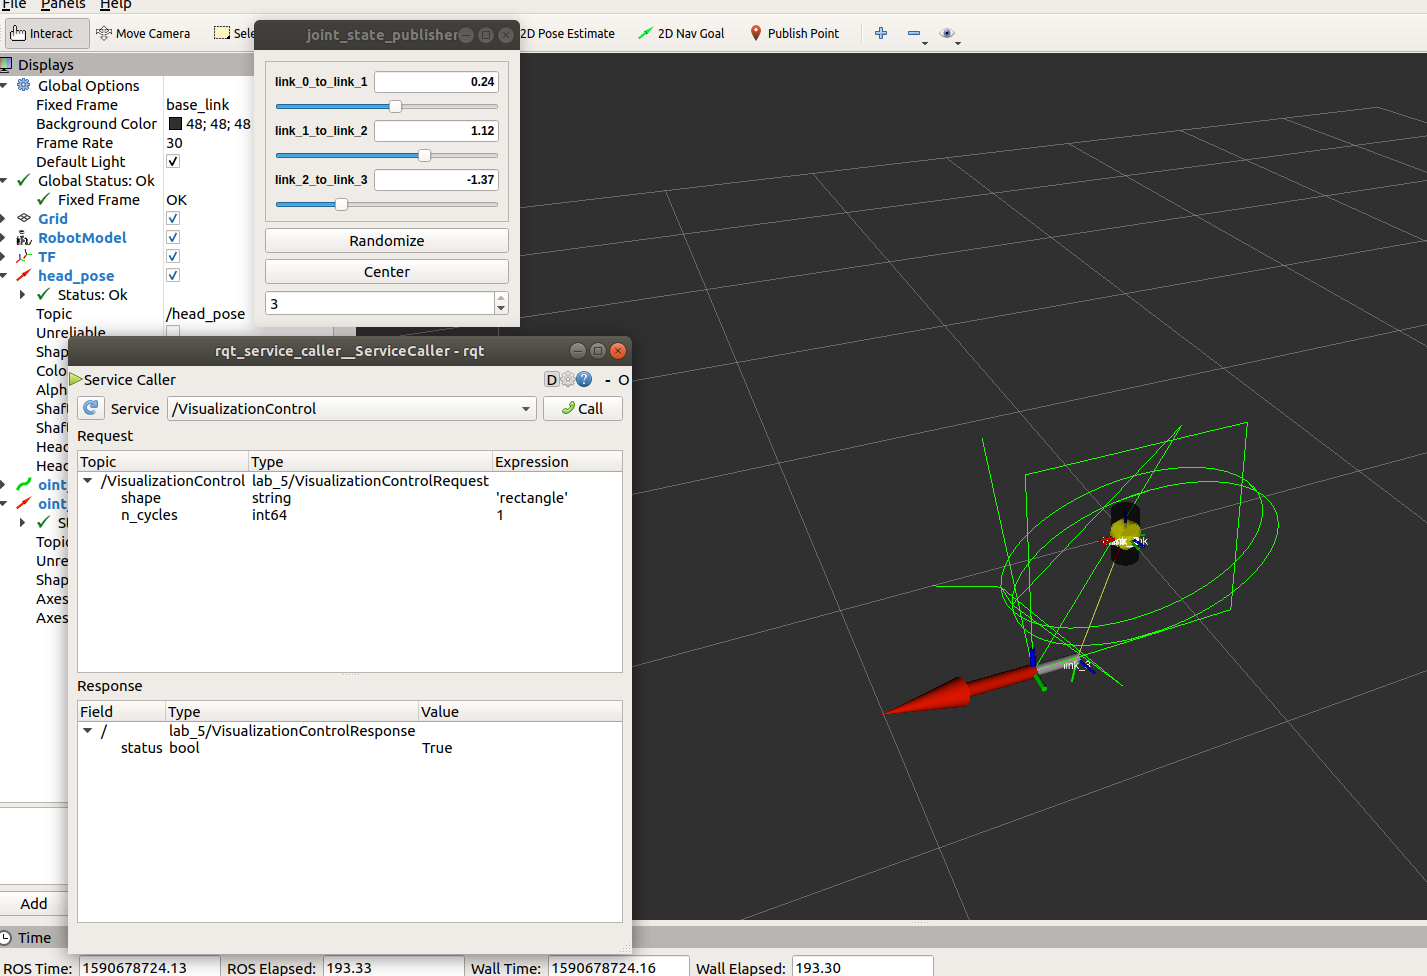 File Panels Help
Interact Move Camera 2D Pose Estimate 2D Nav Goal Publish Point
joint_state_publisher
link_0_to_link_1 0.24
link_1_to_link_2 1.12
link_2_to_link_3 -1.37
Randomize
Center
3
Displays
Global Options
Fixed Frame base_link
Background Color 48; 48; 48
Frame Rate 30
Default Light
Global Status: Ok
Fixed Frame OK
Grid
RobotModel
TF
head_pose
Status: Ok
Topic /head_pose
Unreliable
Shap
Colo
Alph
Shaf
Shaf
Head
Head
oint
oint
St
Topic
Unre
Shap
Axes
Axes
Add
rqt_service_caller__ServiceCaller - rqt
Service Caller D - O
Service /VisualizationControl Call
Request
Topic Type Expression
/VisualizationControl lab_5/VisualizationControlRequest
shape string 'rectangle'
n_cycles int64 1
Response
Field Type Value
/ lab_5/VisualizationControlResponse
status bool True
Time
ROS Time: 1590678724.13 ROS Elapsed: 193.33 Wall Time: 1590678724.16 Wall Elapsed: 193.30